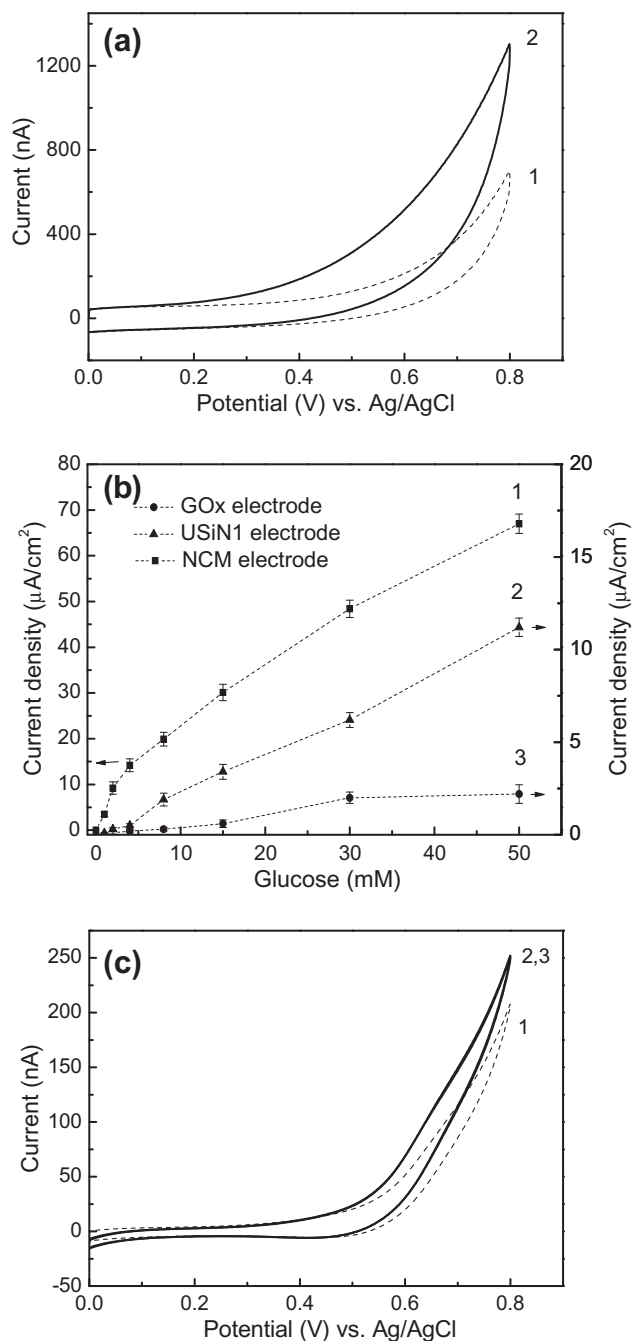 (a)
2
1
1200
800
400
0
Current (nA)
0.0 0.2 0.4 0.6 0.8
Potential (V) vs. Ag/AgCl
(b)
GOx electrode
USiN1 electrode
NCM electrode
1
2
3
80
70
60
50
40
30
20
10
0
Current density (µA/cm²)
20
15
10
5
0
Current density (µA/cm²)
0 10 20 30 40 50
Glucose (mM)
(c)
2,3
1
250
200
150
100
50
0
-50
Current (nA)
0.0 0.2 0.4 0.6 0.8
Potential (V) vs. Ag/AgCl